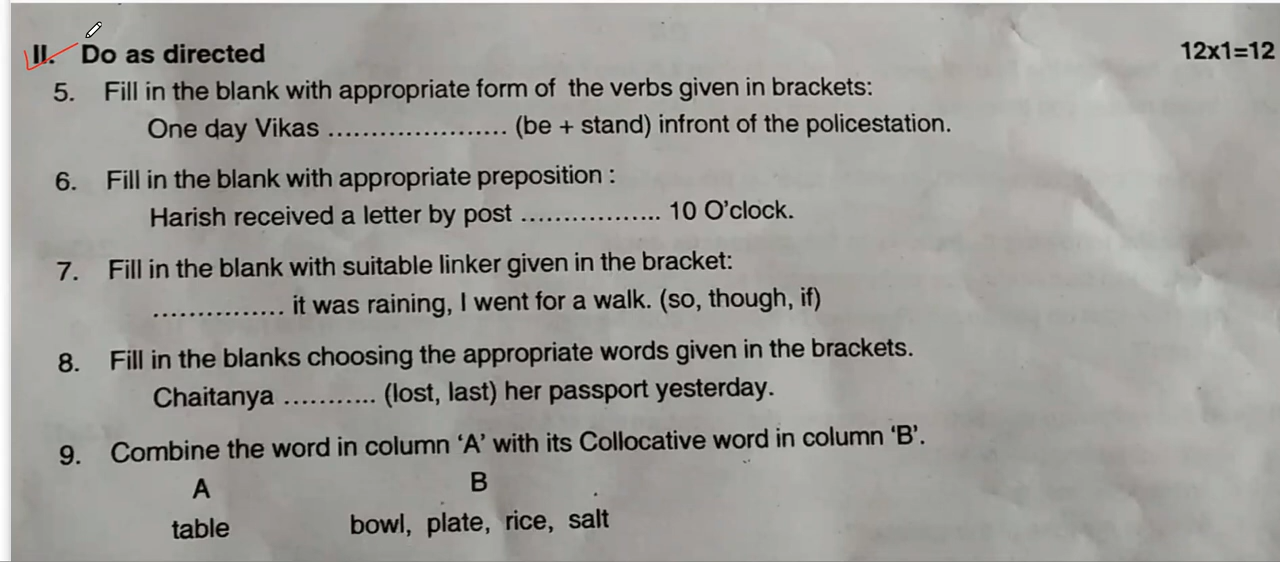 II. Do as directed 12x1=12
5. Fill in the blank with appropriate form of the verbs given in brackets:
One day Vikas ..................... (be + stand) infront of the policestation.
6. Fill in the blank with appropriate preposition :
Harish received a letter by post ................. 10 O'clock.
7. Fill in the blank with suitable linker given in the bracket:
............... it was raining, I went for a walk. (so, though, if)
8. Fill in the blanks choosing the appropriate words given in the brackets.
Chaitanya ........... (lost, last) her passport yesterday.
9. Combine the word in column ‘A’ with its Collocative word in column ‘B’.
A B
table bowl, plate, rice, salt